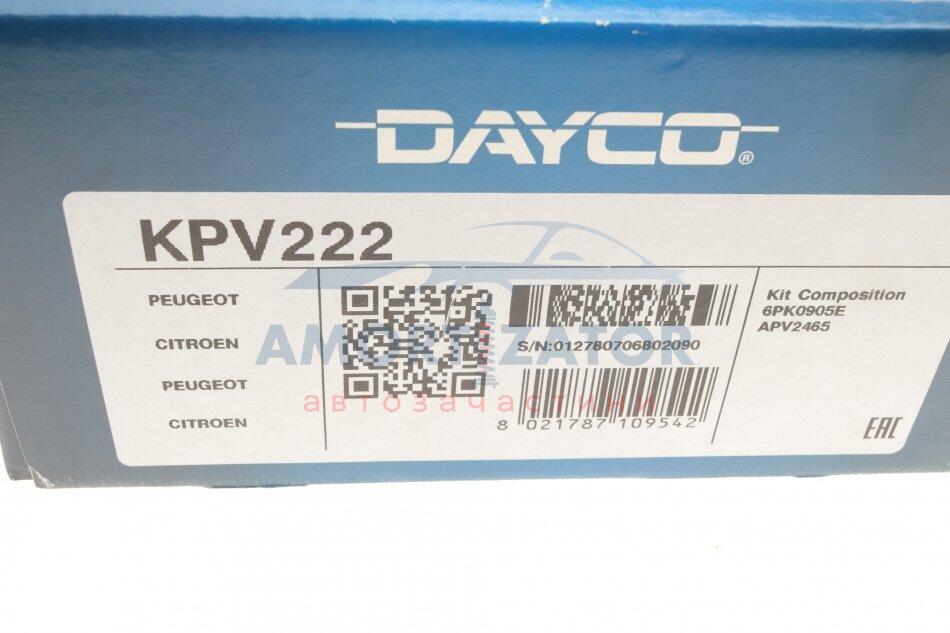 DAYCO®
KPV222
PEUGEOT
CITROEN
PEUGEOT
CITROEN
S/N:012780706802090
8 021787 109542
Kit Composition
6PK0905E
APV2465
EAC
AMORTIZATOR
автозапчастини